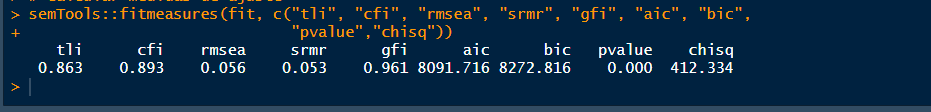 > semTools::fitmeasures(fit, c("tli", "cfi", "rmsea", "srmr", "gfi", "aic", "bic",
+ "pvalue","chisq"))
tli cfi rmsea srmr gfi aic bic pvalue chisq
0.863 0.893 0.056 0.053 0.961 8091.716 8272.816 0.000 412.334
>